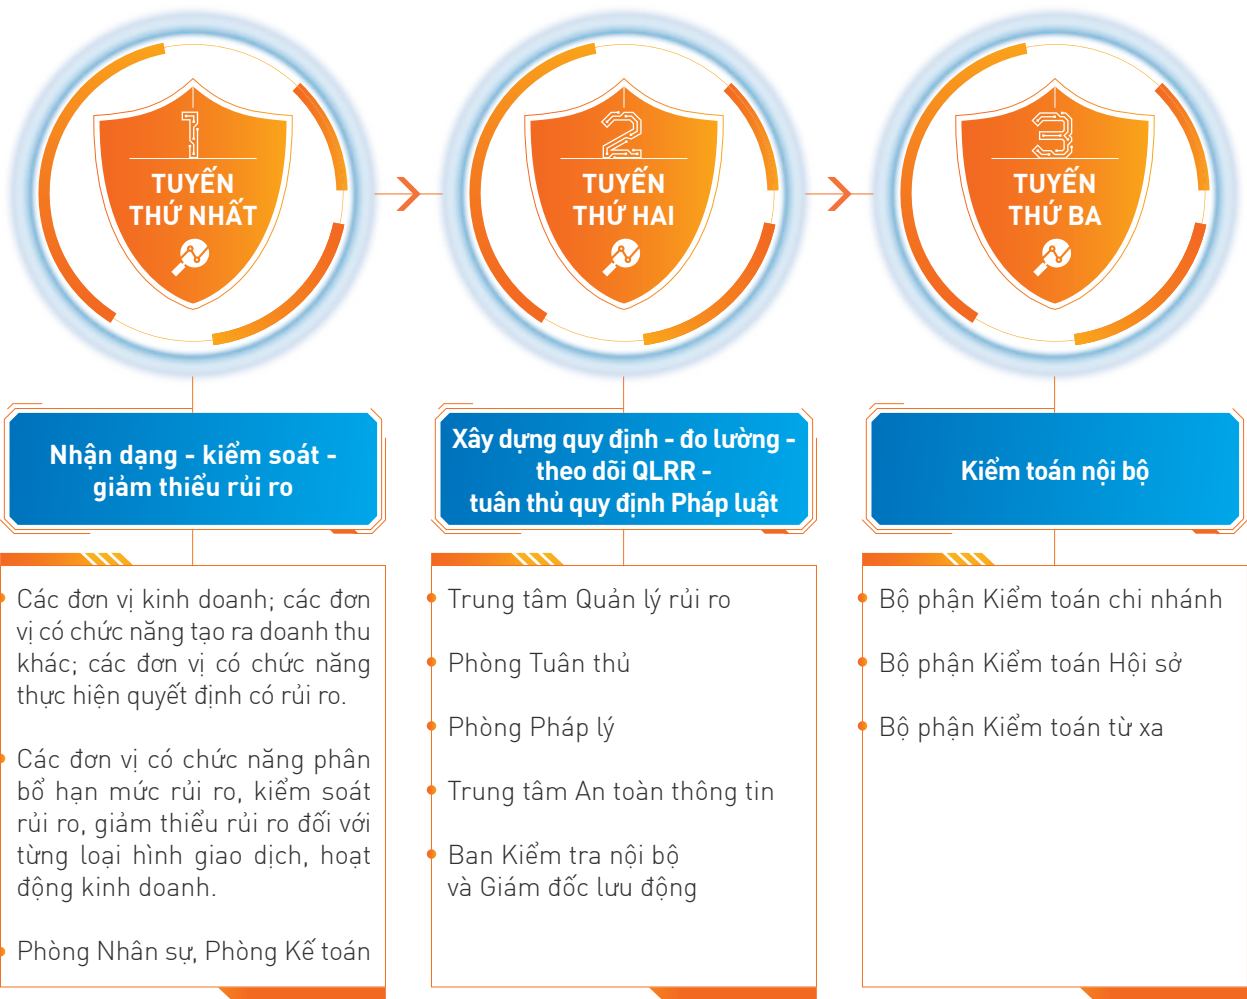 1
TUYẾN
THỨ NHẤT
Nhận dạng - kiểm soát -
giảm thiểu rủi ro
Các đơn vị kinh doanh; các đơn
vị có chức năng tạo ra doanh thu
khác; các đơn vị có chức năng
thực hiện quyết định có rủi ro.
Các đơn vị có chức năng phân
bổ hạn mức rủi ro, kiểm soát
rủi ro, giảm thiểu rủi ro đối với
từng loại hình giao dịch, hoạt
động kinh doanh.
Phòng Nhân sự, Phòng Kế toán
2
TUYẾN
THỨ HAI
Xây dựng quy định - đo lường -
theo dõi QLRR -
tuân thủ quy định Pháp luật
Trung tâm Quản lý rủi ro
Phòng Tuân thủ
Phòng Pháp lý
Trung tâm An toàn thông tin
Ban Kiểm tra nội bộ
và Giám đốc lưu động
3
TUYẾN
THỨ BA
Kiểm toán nội bộ
Bộ phận Kiểm toán chi nhánh
Bộ phận Kiểm toán Hội sở
Bộ phận Kiểm toán từ xa